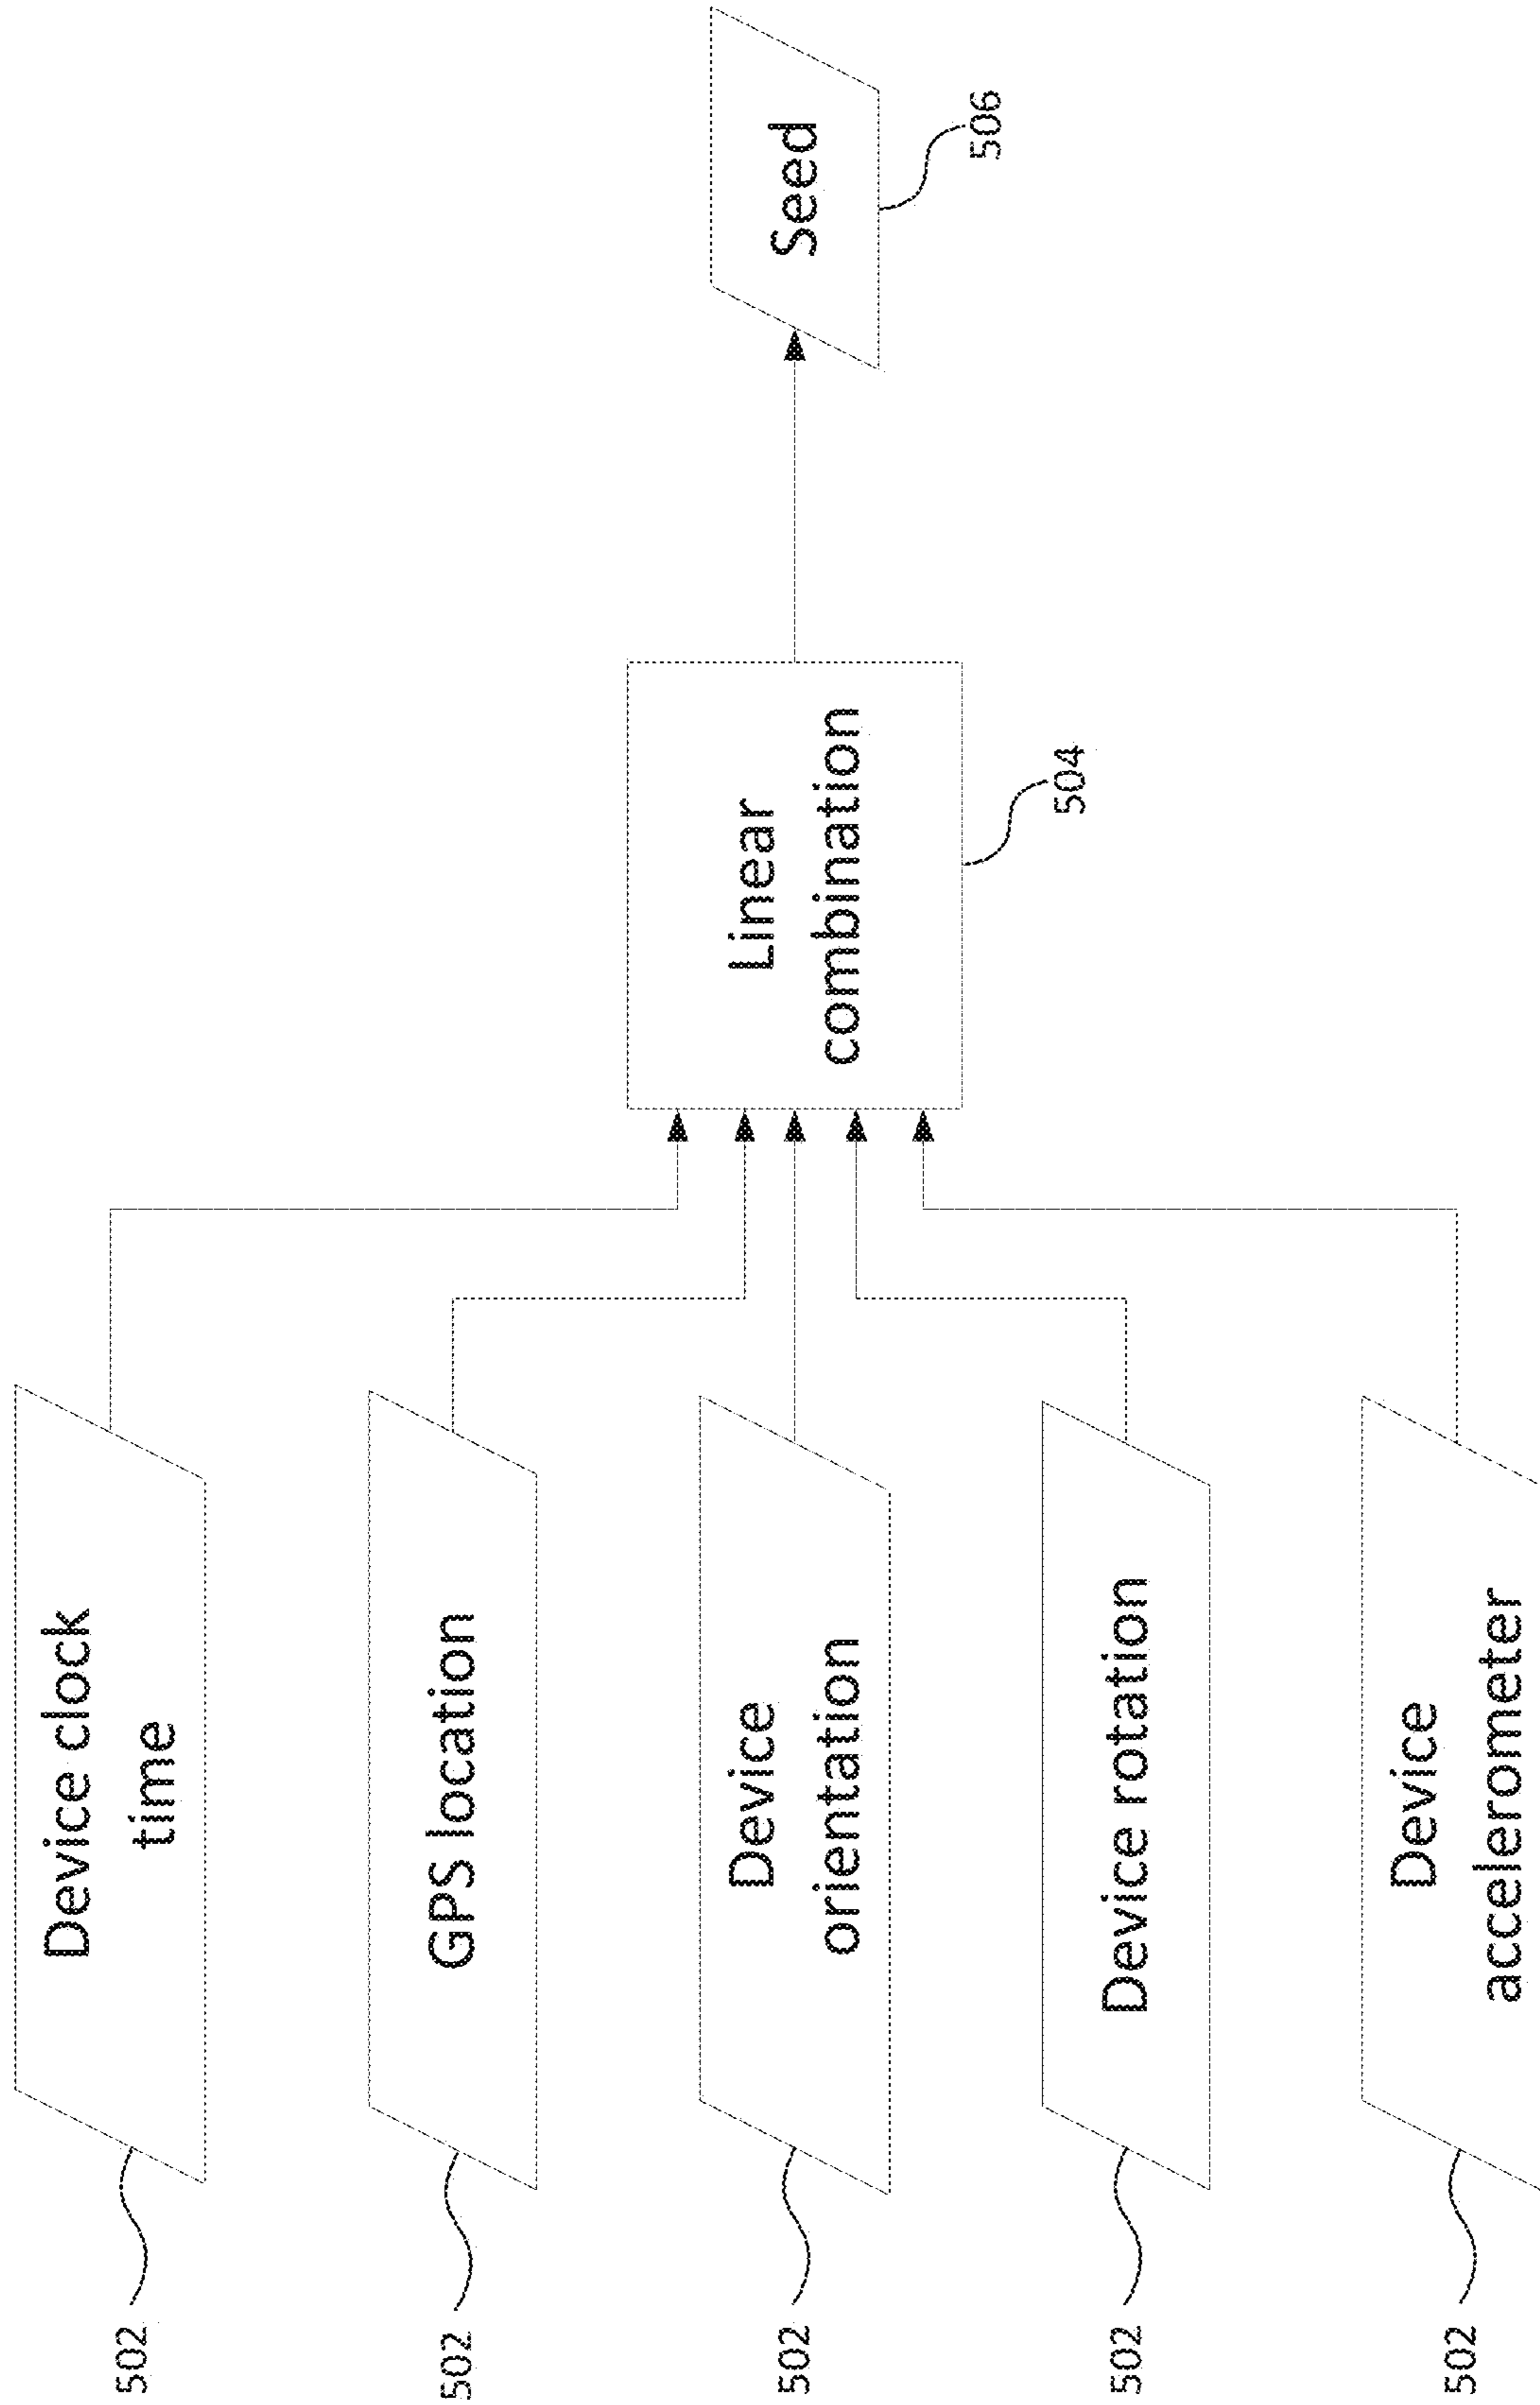 502
Device clock
time
502
GPS location
502
Device
orientation
502
Device rotation
502
Device
accelerometer
Linear
combination
504
Seed
506